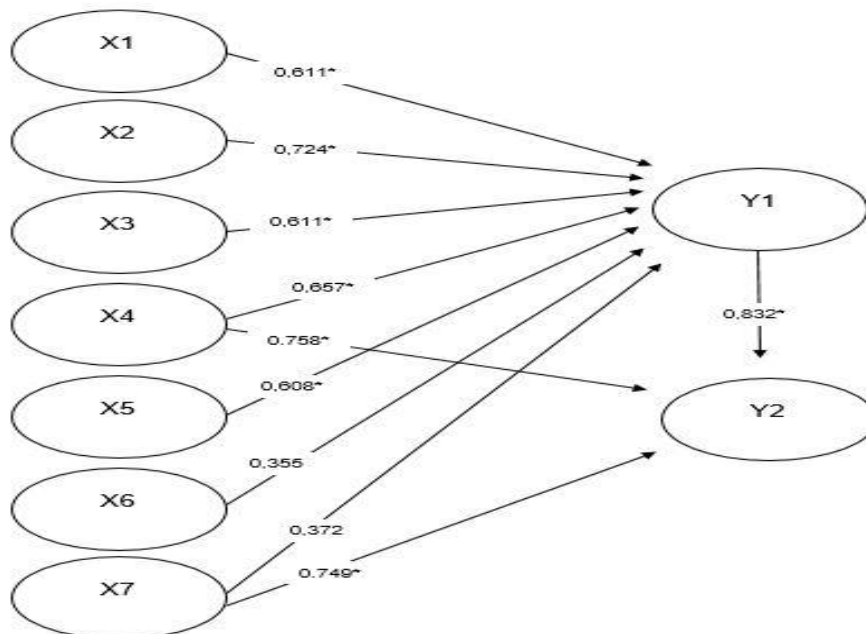 X1
0,611*
X2
0,724*
X3
0,611*
X4
0,657*
0.758*
X5
0,608*
X6
0,355
X7
0,372
0.749*
Y1
0,832*
Y2